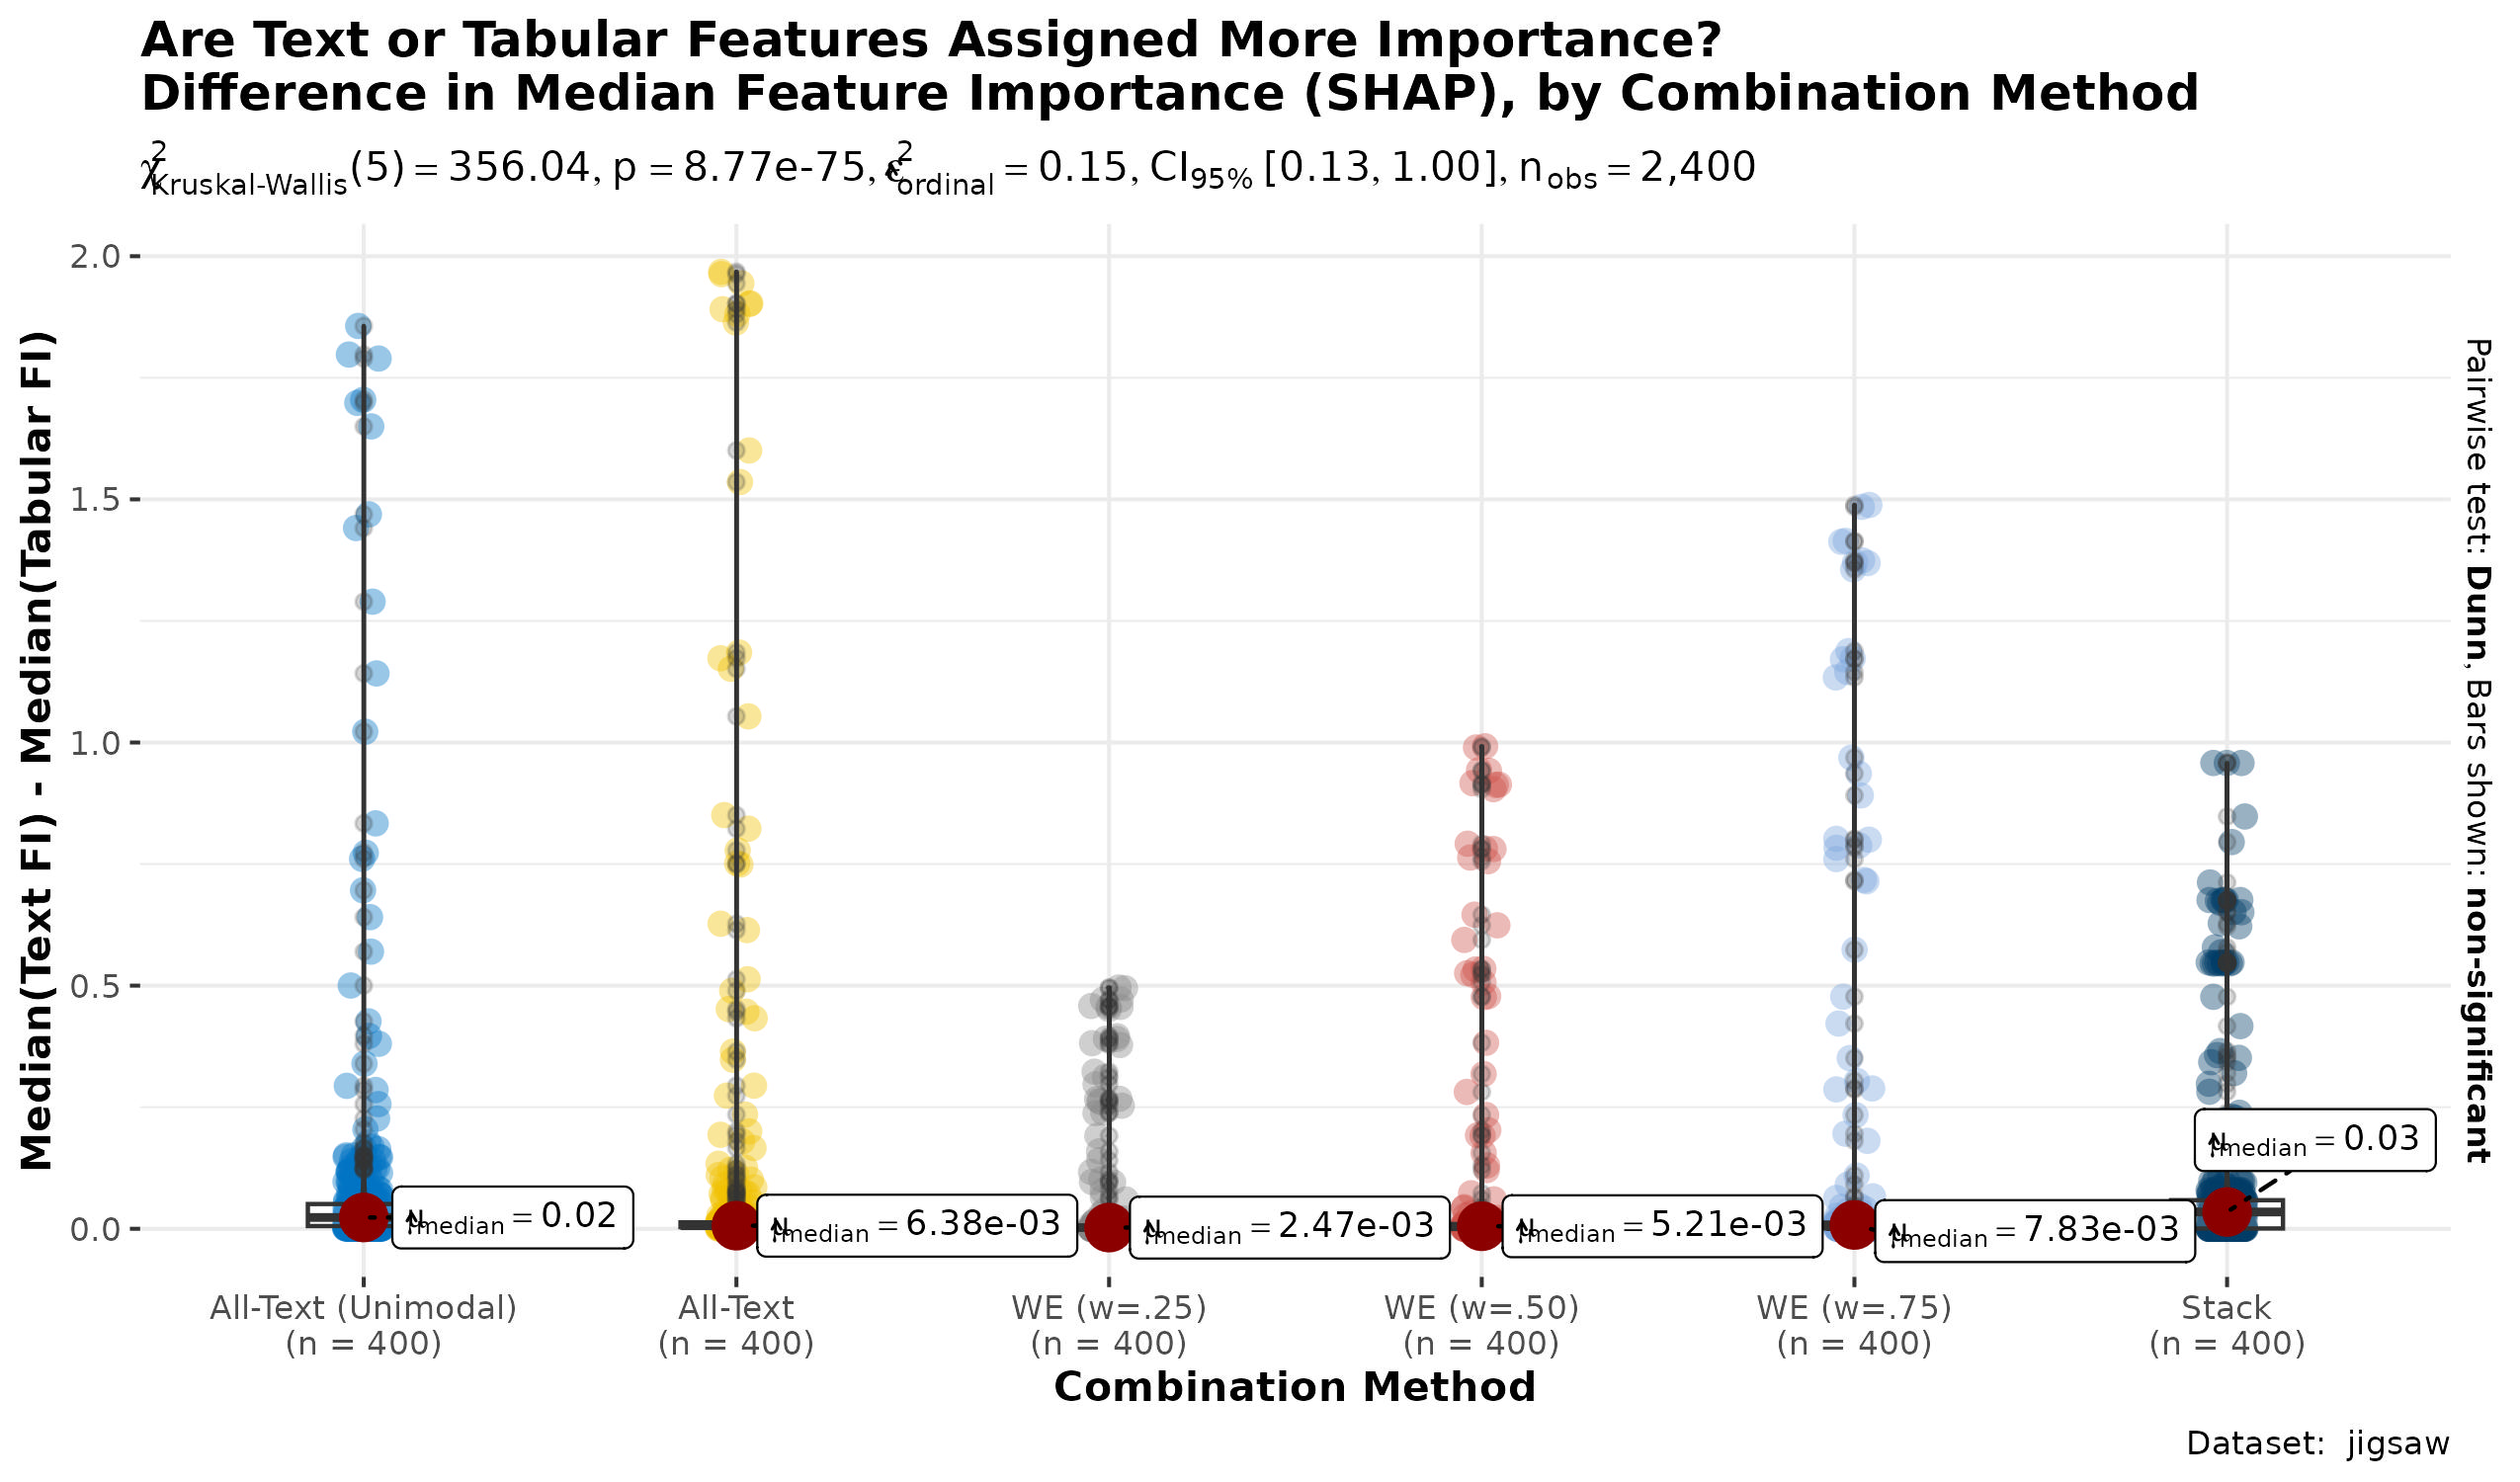 Are Text or Tabular Features Assigned More Importance?
Difference in Median Feature Importance (SHAP), by Combination Method
χ²Kruskal-Wallis(5) = 356.04, p = 8.77e-75, ε²ordinal = 0.15, CI95% [0.13, 1.00], nobs = 2,400
Median(Text FI) - Median(Tabular FI)
2.0
1.5
1.0
0.5
0.0
μ̂median = 0.02
μ̂median = 6.38e-03
μ̂median = 2.47e-03
μ̂median = 5.21e-03
μ̂median = 7.83e-03
μ̂median = 0.03
Pairwise test: Dunn, Bars shown: non-significant
All-Text (Unimodal)
(n = 400)
All-Text
(n = 400)
WE (w=.25)
(n = 400)
WE (w=.50)
(n = 400)
WE (w=.75)
(n = 400)
Stack
(n = 400)
Combination Method
Dataset: jigsaw